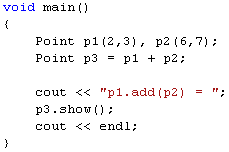 void main()
{
    Point p1(2,3), p2(6,7);
    Point p3 = p1 + p2;
    cout << "p1.add(p2) = ";
    p3.show();
    cout << endl;
}